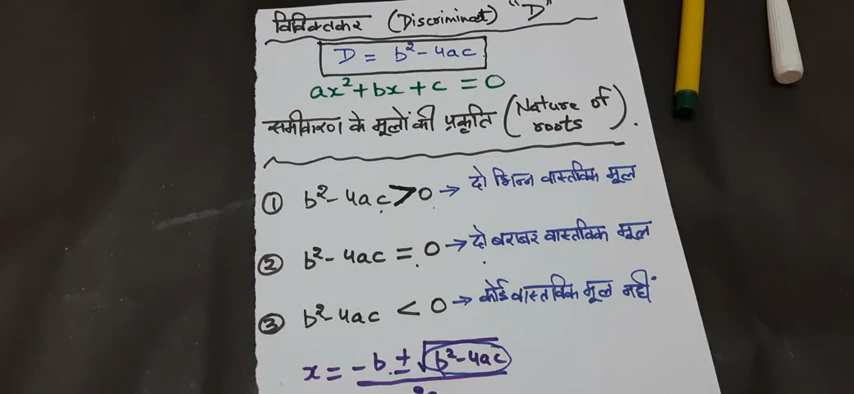 विविक्तकर (Discriminant) "D"
D = b²-4ac
ax²+bx+c = 0
समीकरण के मूलों की प्रकृति (Nature of roots).
① b²-4ac > 0 → दो भिन्न वास्तविक मूल
② b²-4ac = 0 → दो बराबर वास्तविक मूल
③ b²-4ac < 0 → कोई वास्तविक मूल नहीं
x = -b ± √b²-4ac